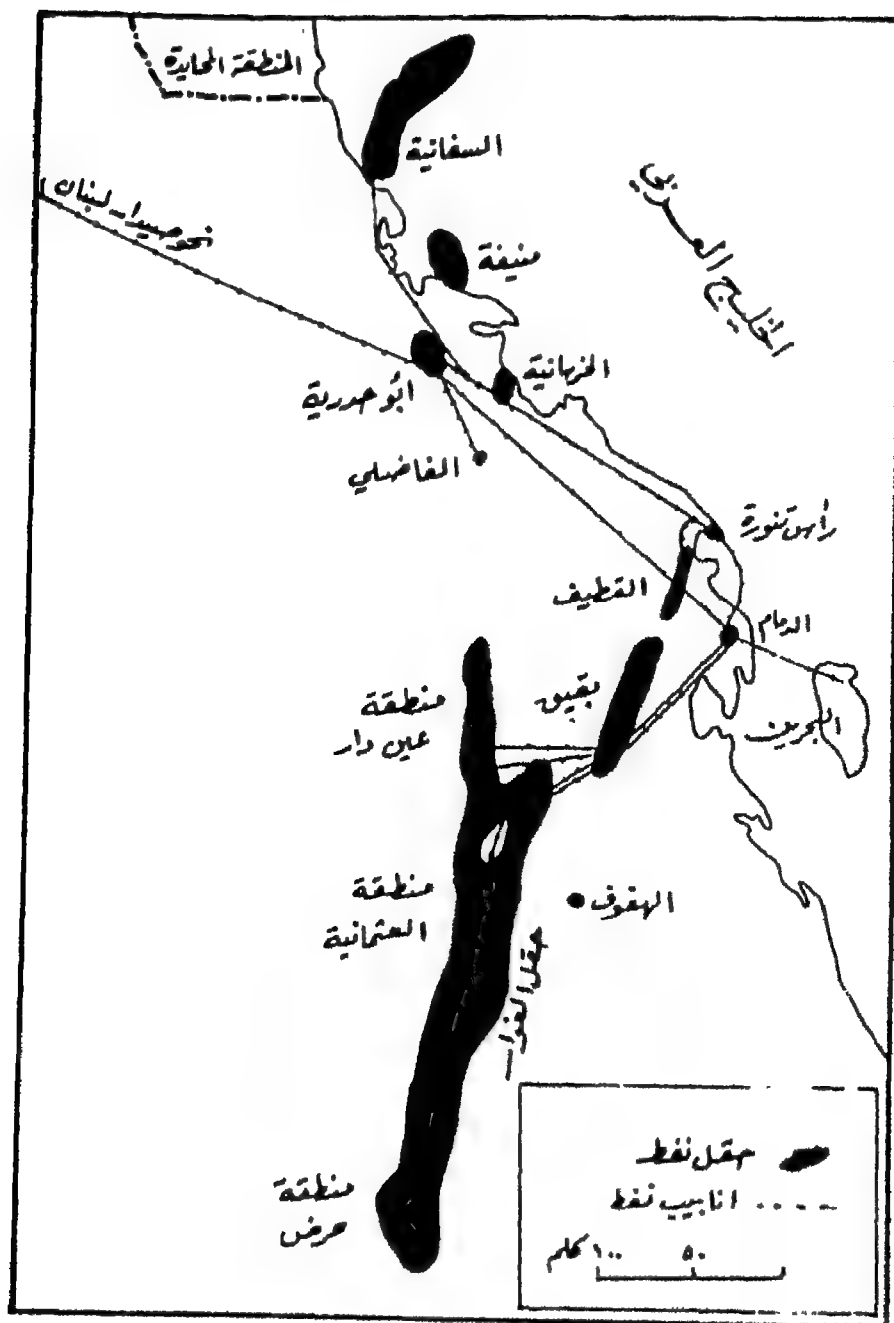 المنطقة المحايدة
السفانية
الخليج العربي
نحو صيدا - لبنان
منيفة
الخرسانية
أبو حدرية
الفاضلي
رأس تنورة
القطيف
الدمام
بقيق
منطقة
عين دار
البحرين
الهفوف
منطقة
العثمانية
حقل الغوار
منطقة
حرض
حقل نفط
انابيب نفط
٥٠ ١٠٠ كلم